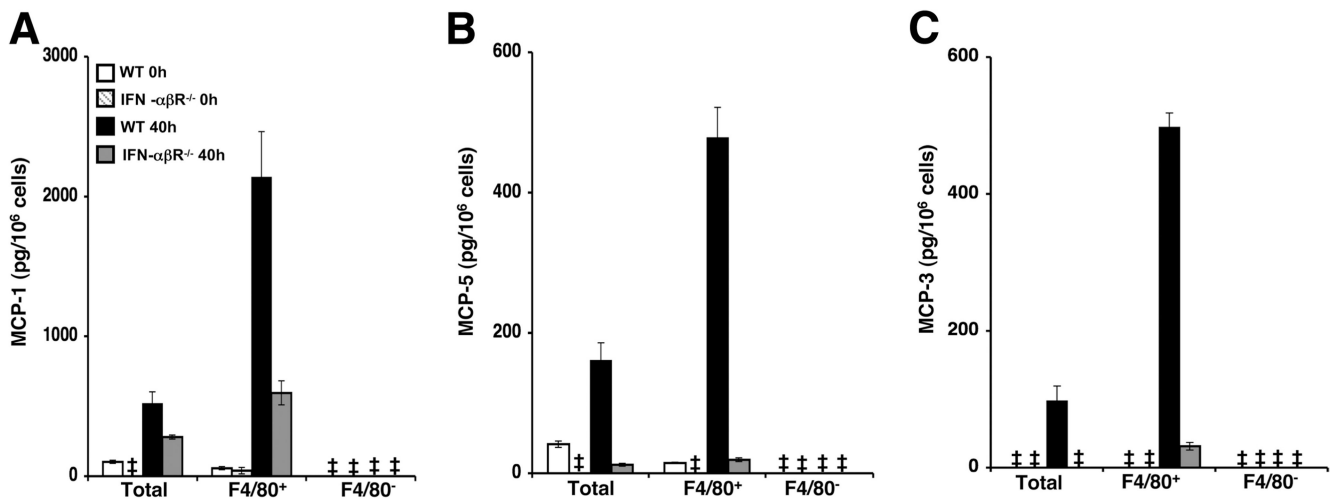 A
3000
2000
1000
0
MCP-1 (pg/10⁶ cells)
WT 0h
IFN -αβR⁻/⁻ 0h
WT 40h
IFN-αβR⁻/⁻ 40h
‡
‡ ‡ ‡ ‡
Total F4/80⁺ F4/80⁻
B
600
400
200
0
MCP-5 (pg/10⁶ cells)
‡ ‡ ‡ ‡ ‡ ‡
Total F4/80⁺ F4/80⁻
C
600
400
200
0
MCP-3 (pg/10⁶ cells)
‡ ‡ ‡ ‡ ‡ ‡ ‡ ‡ ‡
Total F4/80⁺ F4/80⁻